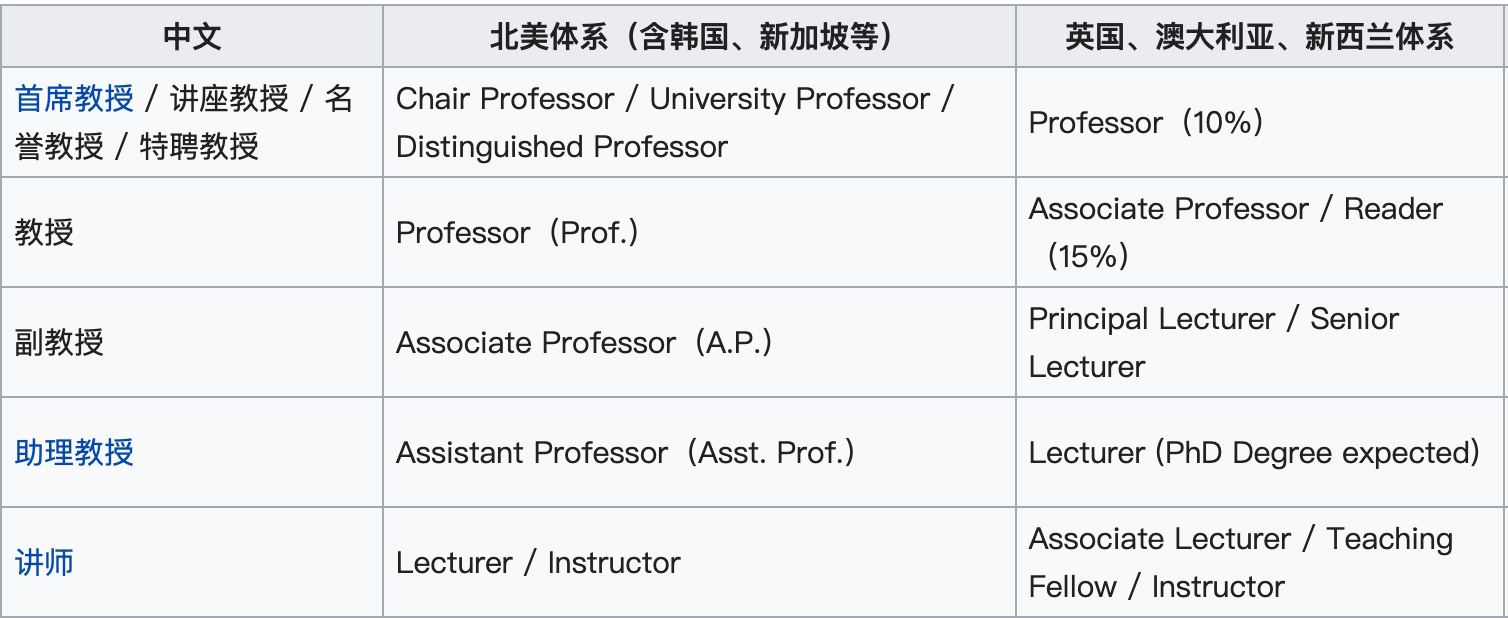 中文
北美体系（含韩国、新加坡等）
英国、澳大利亚、新西兰体系
首席教授 / 讲座教授 / 名
誉教授 / 特聘教授
Chair Professor / University Professor /
Distinguished Professor
Professor（10%）
教授
Professor（Prof.）
Associate Professor / Reader
（15%）
副教授
Associate Professor（A.P.）
Principal Lecturer / Senior
Lecturer
助理教授
Assistant Professor（Asst. Prof.）
Lecturer (PhD Degree expected)
讲师
Lecturer / Instructor
Associate Lecturer / Teaching
Fellow / Instructor